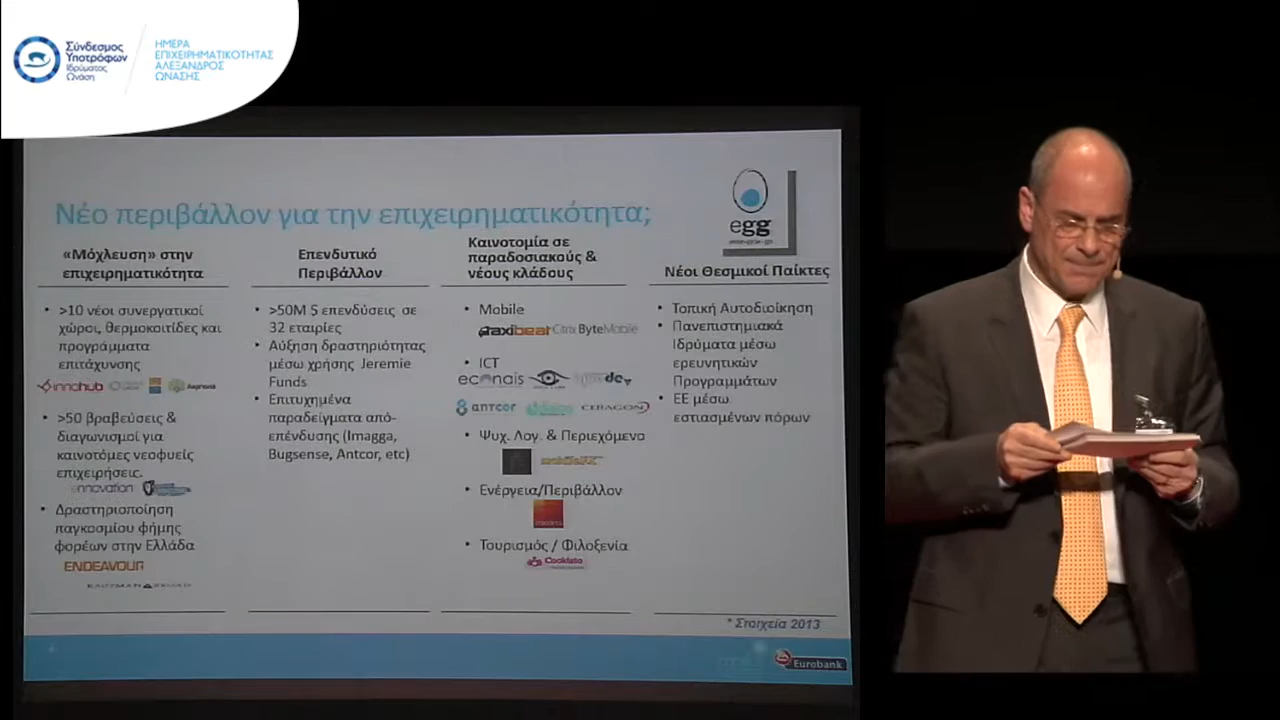 Σύνδεσμος
Υποτρόφων
Ιδρύματος
Ωνάση
ΗΜΕΡΑ
ΕΠΙΧΕΙΡΗΜΑΤΙΚΟΤΗΤΑΣ
ΑΛΕΞΑΝΔΡΟΣ
ΩΝΑΣΗΣ
Νέο περιβάλλον για την επιχειρηματικότητα;
egg
«Μόχλευση» στην
επιχειρηματικότητα
• >10 νέοι συνεργατικοί
χώροι, θερμοκοιτίδες και
προγράμματα
επιτάχυνσης
innohub
• >50 βραβεύσεις &
διαγωνισμοί για
καινοτόμες νεοφυείς
επιχειρήσεις.
ennovation
• Δραστηριοποίηση
παγκοσμίου φήμης
φορέων στην Ελλάδα
ENDEAVOUR
Επενδυτικό
Περιβάλλον
• >50M $ επενδύσεις σε
32 εταιρίες
• Αύξηση δραστηριότητας
μέσω χρήσης Jeremie
Funds
• Επιτυχημένα
παραδείγματα από-
επένδυσης (Imagga,
Bugsense, Antcor, etc)
Καινοτομία σε
παραδοσιακούς &
νέους κλάδους
• Mobile
taxibeat Citrix ByteMobile
• ICT
econais
antcor CERAGON
• Ψυχ. Λογ. & Περιεχόμενο
• Ενέργεια/Περιβάλλον
• Τουρισμός / Φιλοξενία
Cookisto
Νέοι Θεσμικοί Παίκτες
• Τοπική Αυτοδιοίκηση
• Πανεπιστημιακά
Ιδρύματα μέσω
ερευνητικών
Προγραμμάτων
• ΕΕ μέσω
εστιασμένων πόρων
* Στοιχεία 2013
Eurobank